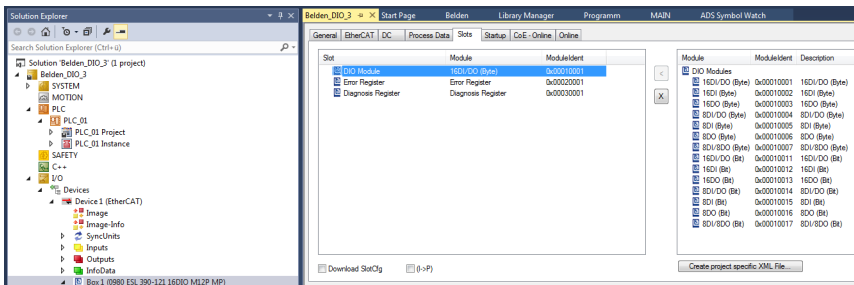 Solution Explorer
Search Solution Explorer (Ctrl+ü)
Solution 'Belden_DIO_3' (1 project)
Belden_DIO_3
SYSTEM
MOTION
PLC
PLC_01
PLC_01 Project
PLC_01 Instance
SAFETY
C++
I/O
Devices
Device 1 (EtherCAT)
Image
Image-Info
SyncUnits
Inputs
Outputs
InfoData
Box 1 (0980 ESL 390-121 16DIO M12P MP)
Belden_DIO_3 Start Page Belden Library Manager Programm MAIN ADS Symbol Watch
General EtherCAT DC Process Data Slots Startup CoE - Online Online
Slot Module ModuleIdent
DIO Module 16DI/DO (Byte) 0x00010001
Error Register Error Register 0x00020001
Diagnosis Register Diagnosis Register 0x00030001
<
X
Module ModuleIdent Description
DIO Modules
16DI/DO (Byte) 0x00010001 16DI/DO (Byte)
16DI (Byte) 0x00010002 16DI (Byte)
16DO (Byte) 0x00010003 16DO (Byte)
8DI/DO (Byte) 0x00010004 8DI/DO (Byte)
8DI (Byte) 0x00010005 8DI (Byte)
8DO (Byte) 0x00010006 8DO (Byte)
8DI/8DO (Byte) 0x00010007 8DI/8DO (Byte)
16DI/DO (Bit) 0x00010011 16DI/DO (Bit)
16DI (Bit) 0x00010012 16DI (Bit)
16DO (Bit) 0x00010013 16DO (Bit)
8DI/DO (Bit) 0x00010014 8DI/DO (Bit)
8DI (Bit) 0x00010015 8DI (Bit)
8DO (Bit) 0x00010016 8DO (Bit)
8DI/8DO (Bit) 0x00010017 8DI/8DO (Bit)
Download SlotCfg (I->P)
Create project specific XML File...